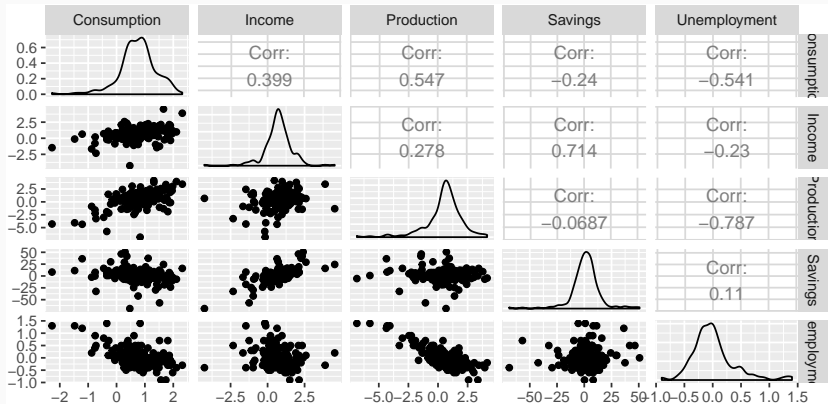 Consumption Income Production Savings Unemployment
0.6
0.4
0.2
0.0
Corr:
0.399
Corr:
0.547
Corr:
−0.24
Corr:
−0.541
onsumptic
2.5
0.0
−2.5
Corr:
0.278
Corr:
0.714
Corr:
−0.23
Income
2.5
0.0
−2.5
−5.0
Corr:
−0.0687
Corr:
−0.787
Production
50
25
0
−25
−50
Corr:
0.11
Savings
1.5
1.0
0.5
0.0
−0.5
−1.0
employm
−2 −1 0 1 2 −2.5 0.0 2.5 −5.0 −2.5 0.0 2.5 −50 −25 0 25 50 −1.0 −0.5 0.0 0.5 1.0 1.5